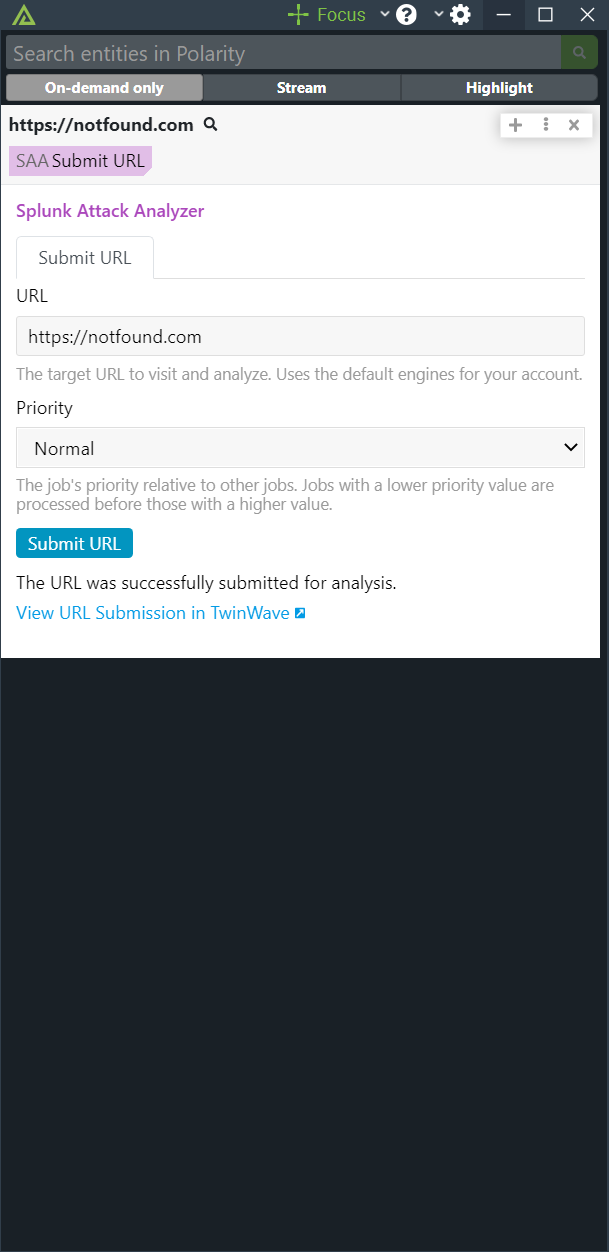 Focus
Search entities in Polarity
On-demand only Stream Highlight
https://notfound.com
SAA Submit URL
Splunk Attack Analyzer
Submit URL
URL
https://notfound.com
The target URL to visit and analyze. Uses the default engines for your account.
Priority
Normal
The job's priority relative to other jobs. Jobs with a lower priority value are
processed before those with a higher value.
Submit URL
The URL was successfully submitted for analysis.
View URL Submission in TwinWave